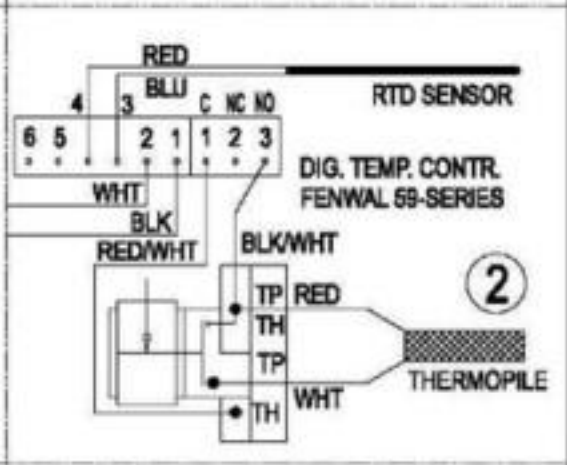 RED
BLU
RTD SENSOR
4 3 C NC NO
6 5 2 1 1 2 3
DIG. TEMP. CONTR.
FENWAL 59-SERIES
WHT
BLK
RED/WHT BLK/WHT
2
TP RED
TH
TP
THERMOPILE
WHT
TH